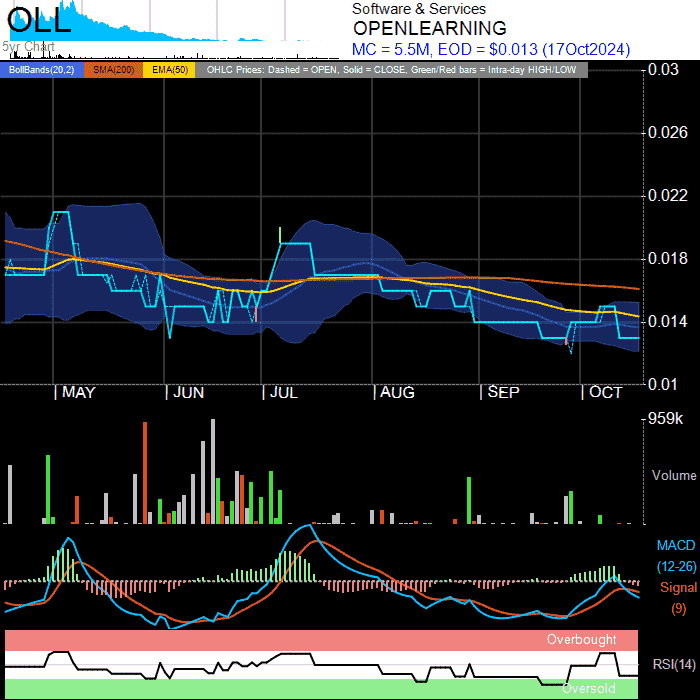 OLL
Software & Services
OPENLEARNING
5yr Chart
MC = 5.5M, EOD = $0.013 (17Oct2024)
BollBands(20,2) SMA(200) EMA(50) OHLC Prices: Dashed = OPEN, Solid = CLOSE, Green/Red bars = Intra-day HIGH/LOW
0.03
0.026
0.022
0.018
0.014
0.01
| MAY | JUN | JUL | AUG | SEP | OCT
959k
Volume
MACD
(12-26)
Signal
(9)
Overbought
RSI(14)
Oversold